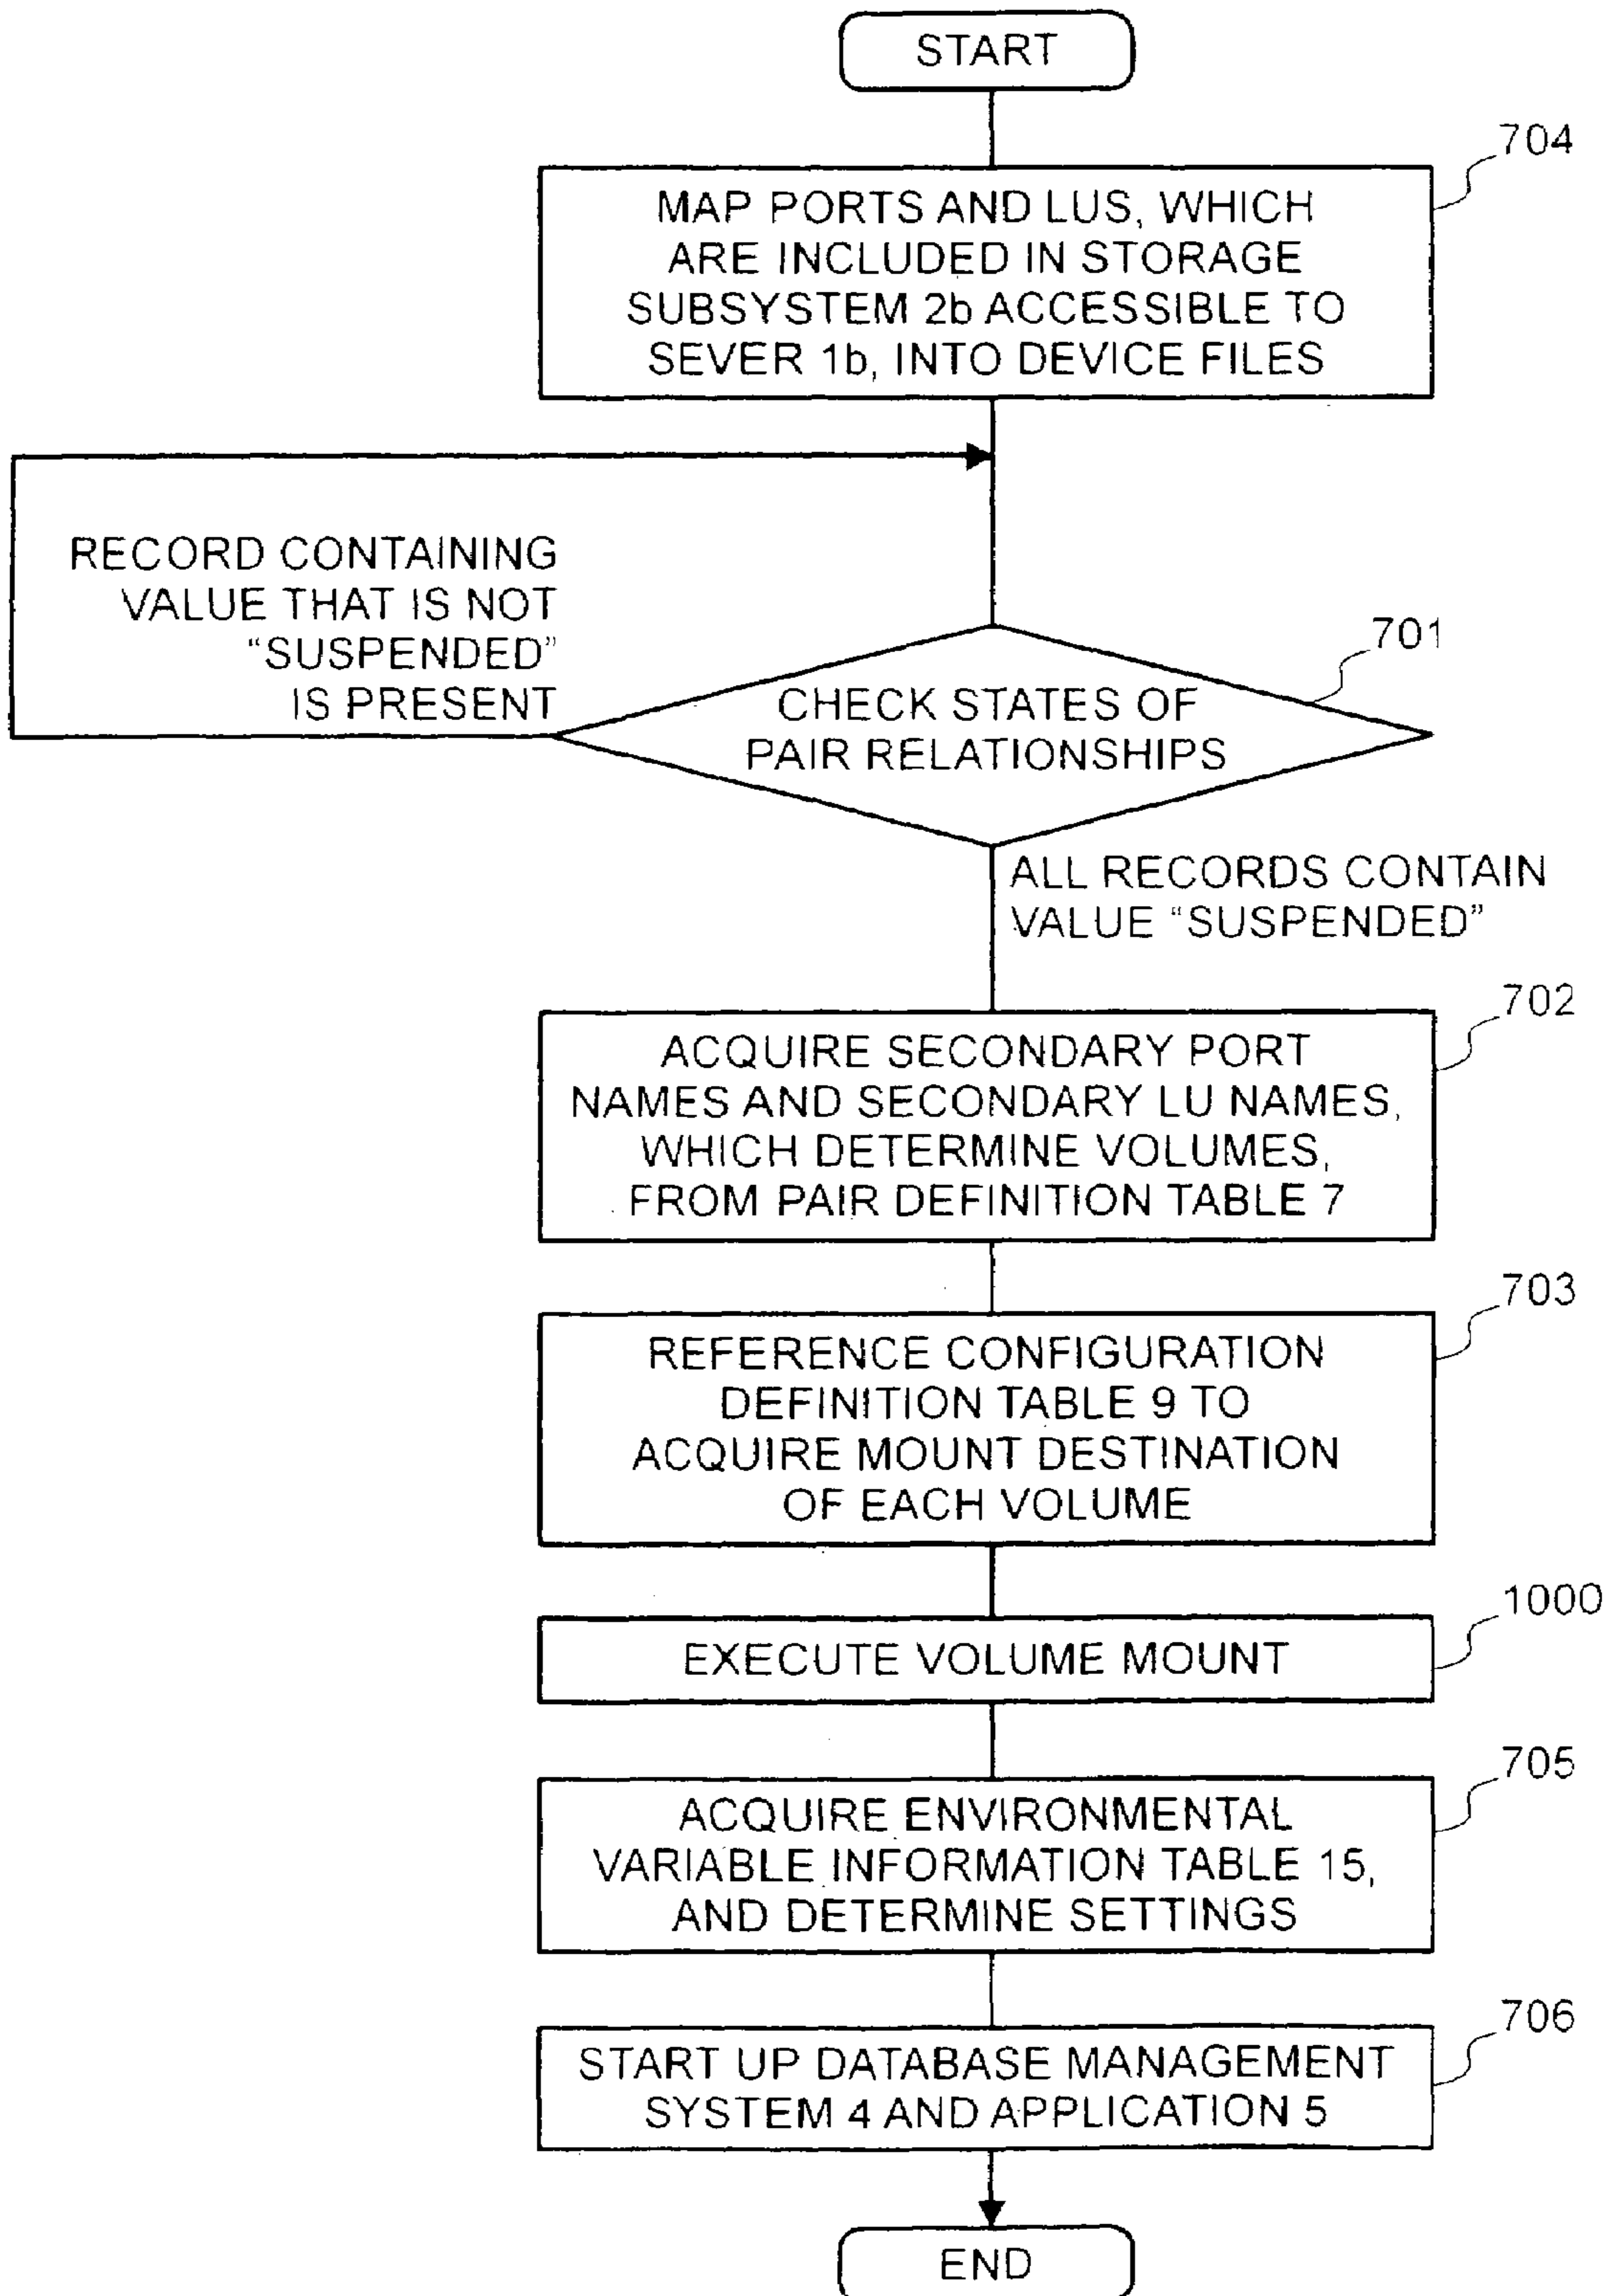 START
704
MAP PORTS AND LUS, WHICH
ARE INCLUDED IN STORAGE
SUBSYSTEM 2b ACCESSIBLE TO
SEVER 1b, INTO DEVICE FILES
RECORD CONTAINING
VALUE THAT IS NOT
“SUSPENDED”
IS PRESENT
701
CHECK STATES OF
PAIR RELATIONSHIPS
ALL RECORDS CONTAIN
VALUE “SUSPENDED”
702
ACQUIRE SECONDARY PORT
NAMES AND SECONDARY LU NAMES,
WHICH DETERMINE VOLUMES,
FROM PAIR DEFINITION TABLE 7
703
REFERENCE CONFIGURATION
DEFINITION TABLE 9 TO
ACQUIRE MOUNT DESTINATION
OF EACH VOLUME
1000
EXECUTE VOLUME MOUNT
705
ACQUIRE ENVIRONMENTAL
VARIABLE INFORMATION TABLE 15,
AND DETERMINE SETTINGS
706
START UP DATABASE MANAGEMENT
SYSTEM 4 AND APPLICATION 5
END